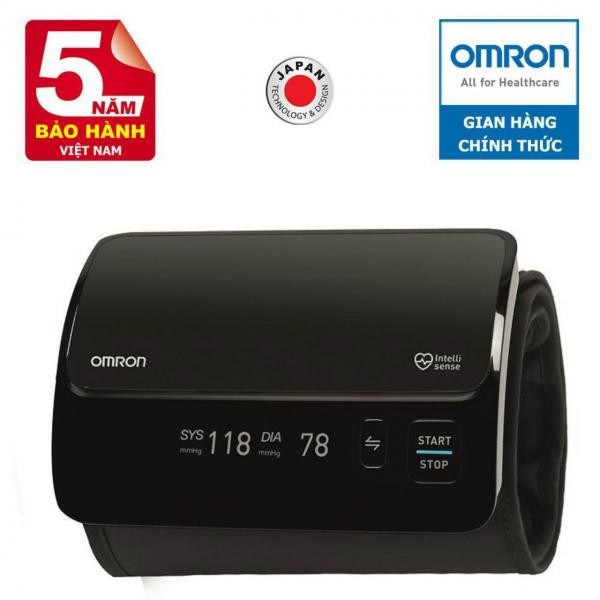 5
NĂM
BẢO HÀNH
VIỆT NAM
JAPAN
TECHNOLOGY & DESIGN
OMRON
All for Healthcare
GIAN HÀNG
CHÍNH THỨC
OMRON
Intelli
sense
SYS
mmHg
118
DIA
mmHg
78
START
STOP